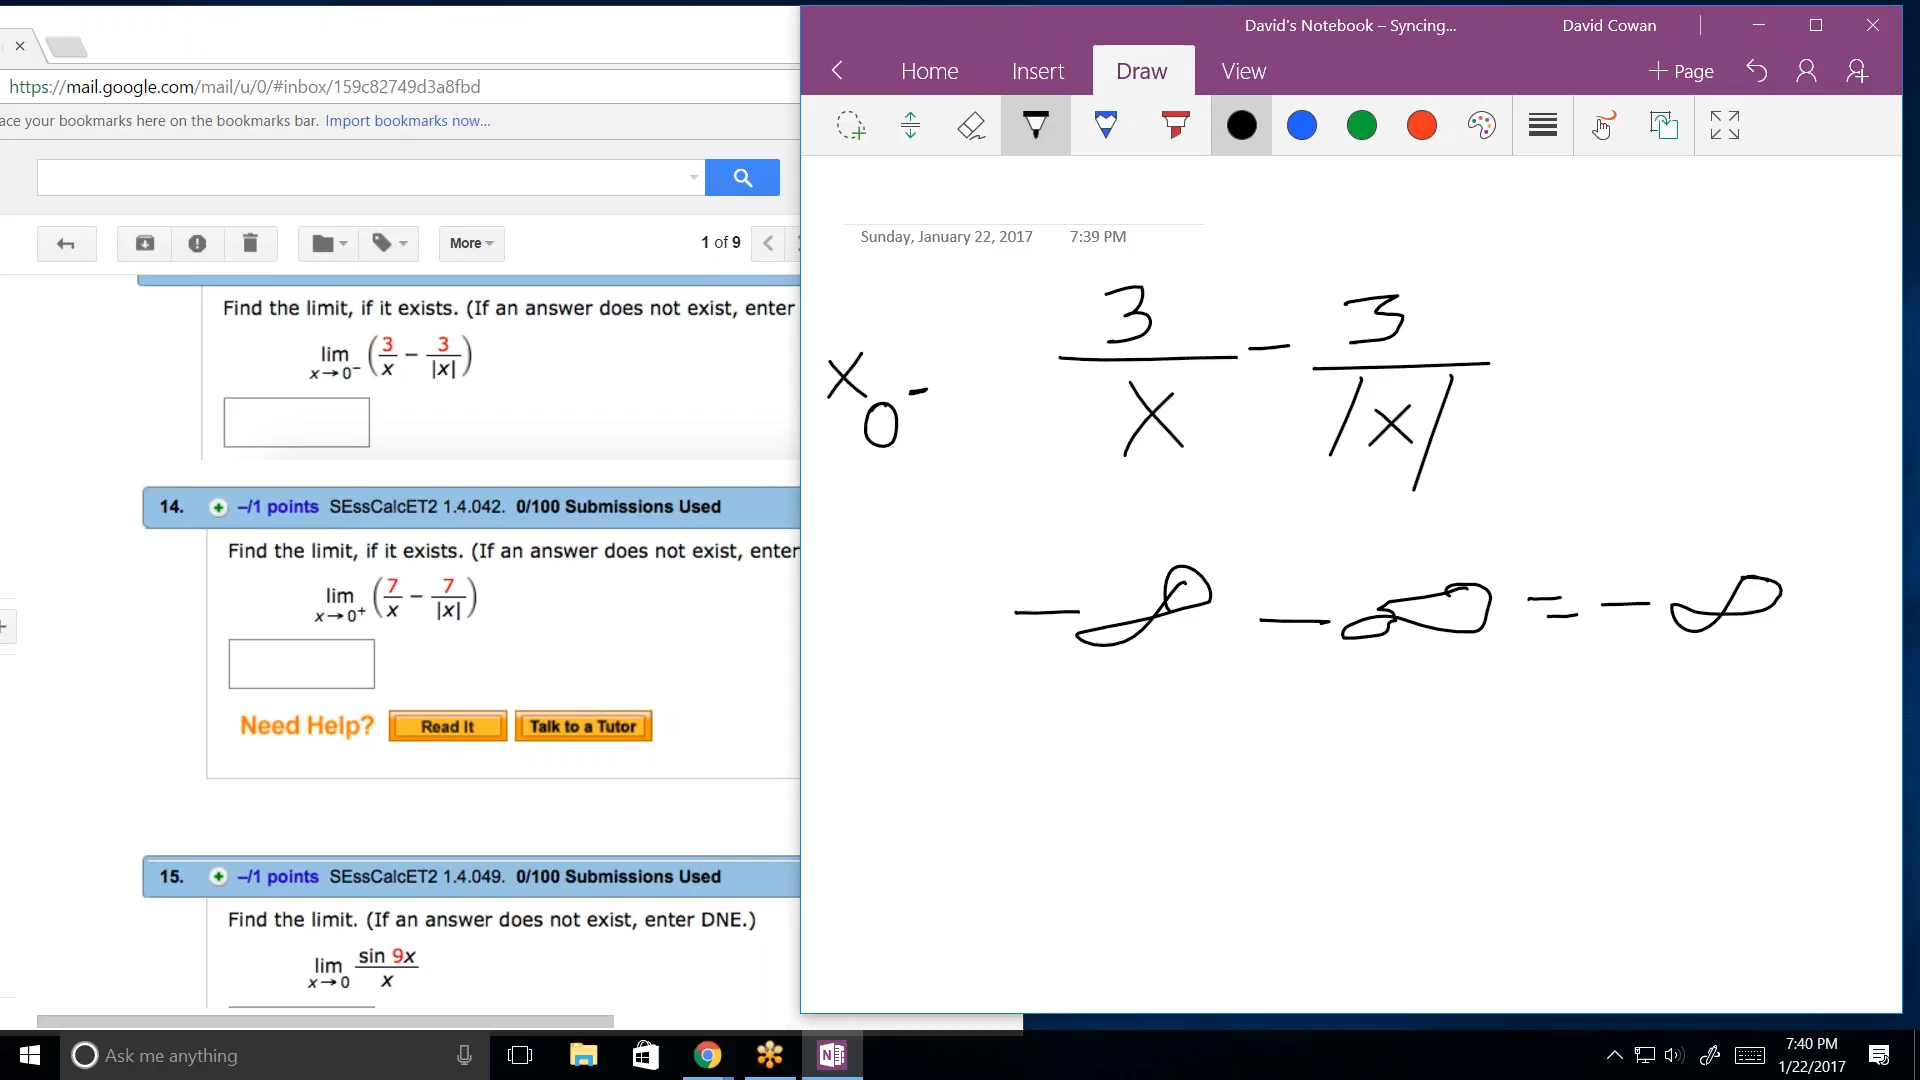 David's Notebook – Syncing...
David Cowan
Home Insert Draw View
Page
https://mail.google.com/mail/u/0/#inbox/159c82749d3a8fbd
ace your bookmarks here on the bookmarks bar. Import bookmarks now...
More
1 of 9
Find the limit, if it exists. (If an answer does not exist, enter
lim x→0⁻ (3/x − 3/|x|)
14. –/1 points SEssCalcET2 1.4.042. 0/100 Submissions Used
Find the limit, if it exists. (If an answer does not exist, enter
lim x→0⁺ (7/x − 7/|x|)
Need Help? Read It Talk to a Tutor
15. –/1 points SEssCalcET2 1.4.049. 0/100 Submissions Used
Find the limit. (If an answer does not exist, enter DNE.)
lim x→0 sin 9x/x
Sunday, January 22, 2017 7:39 PM
x 0 - 3/x − 3/|x|
− ∞ − ∞ = − ∞
Ask me anything
7:40 PM
1/22/2017